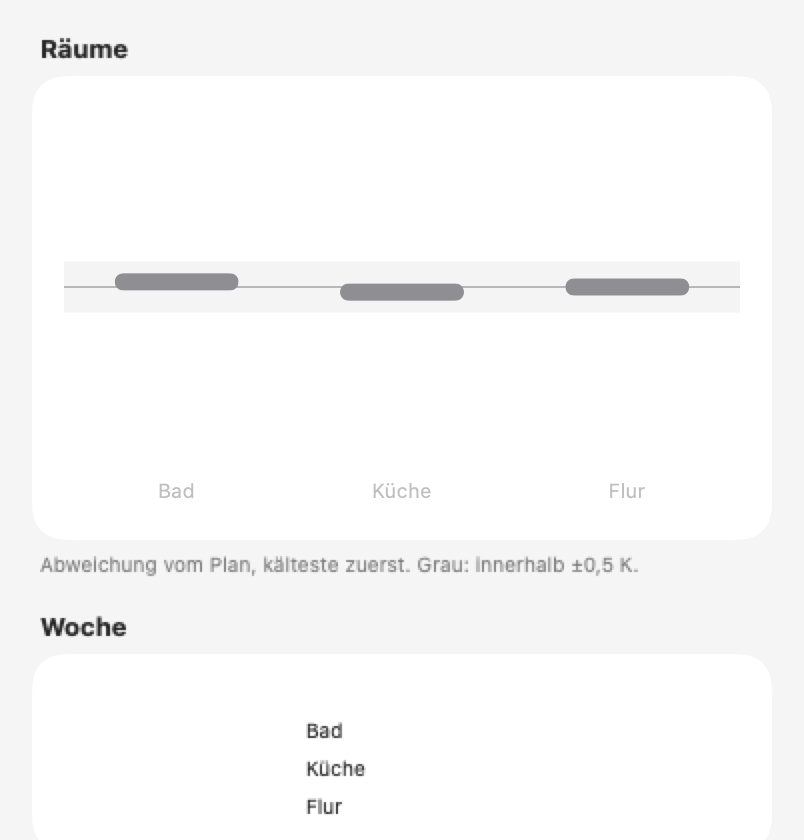 Räume
Bad Küche Flur
Abweichung vom Plan, kälteste zuerst. Grau: innerhalb ±0,5 K.
Woche
Bad
Küche
Flur